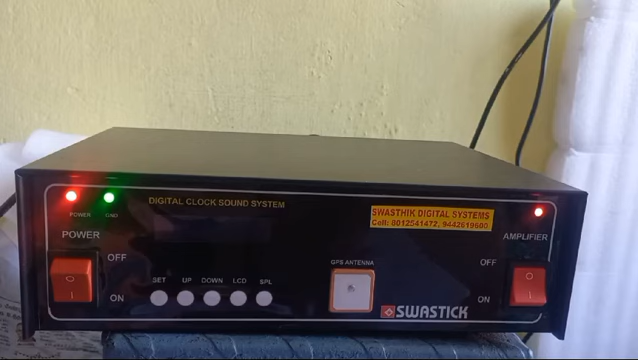 DIGITAL CLOCK SOUND SYSTEM
SWASTHIK DIGITAL SYSTEMS
Cell: 8012541472, 9442619600
POWER
GND
POWER
OFF
ON
SET UP DOWN LCD SPL
GPS ANTENNA
SWASTICK
AMPLIFIER
OFF
ON